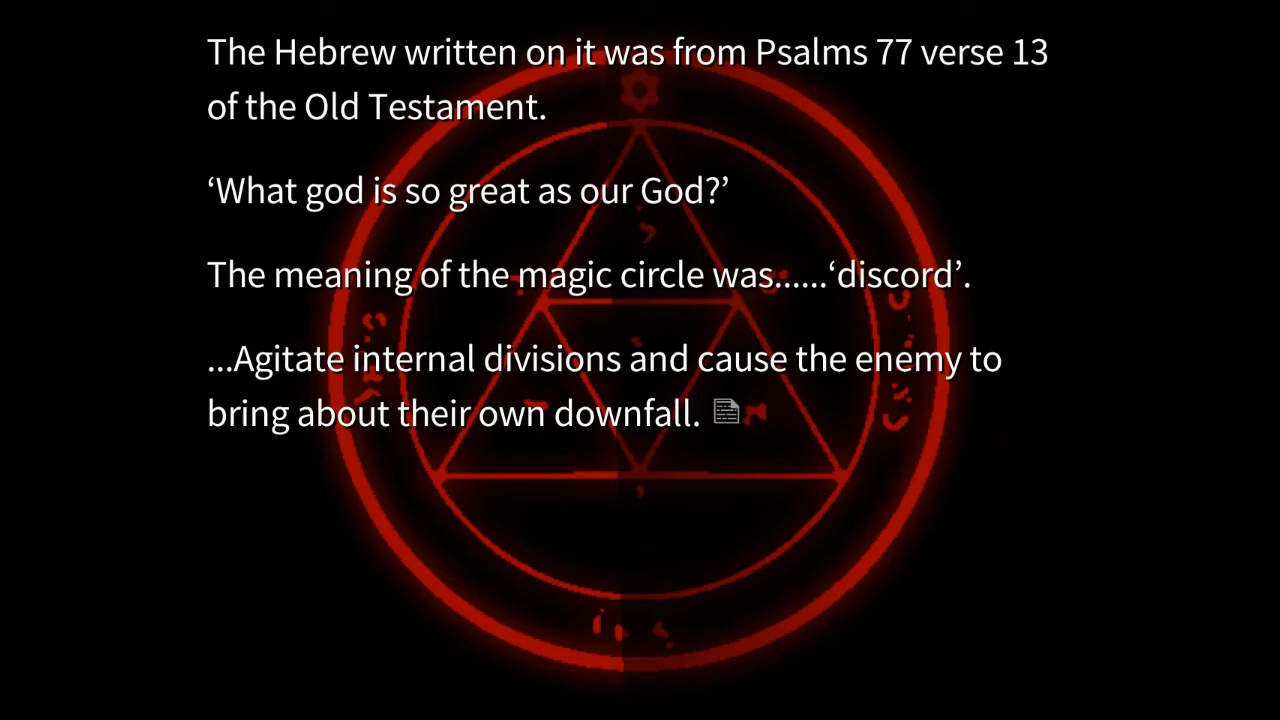 The Hebrew written on it was from Psalms 77 verse 13
of the Old Testament.
‘What god is so great as our God?’
The meaning of the magic circle was......‘discord’.
...Agitate internal divisions and cause the enemy to
bring about their own downfall.